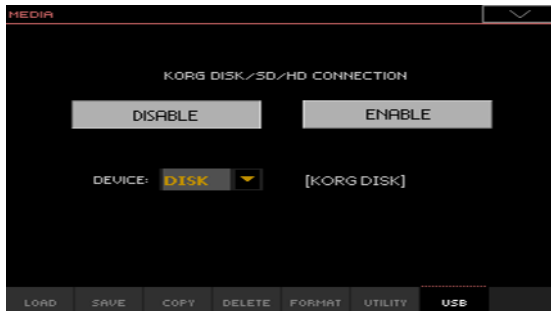 MEDIA
KORG DISK/SD/HD CONNECTION
DISABLE ENABLE
DEVICE: DISK [KORG DISK]
LOAD SAVE COPY DELETE FORMAT UTILITY USB